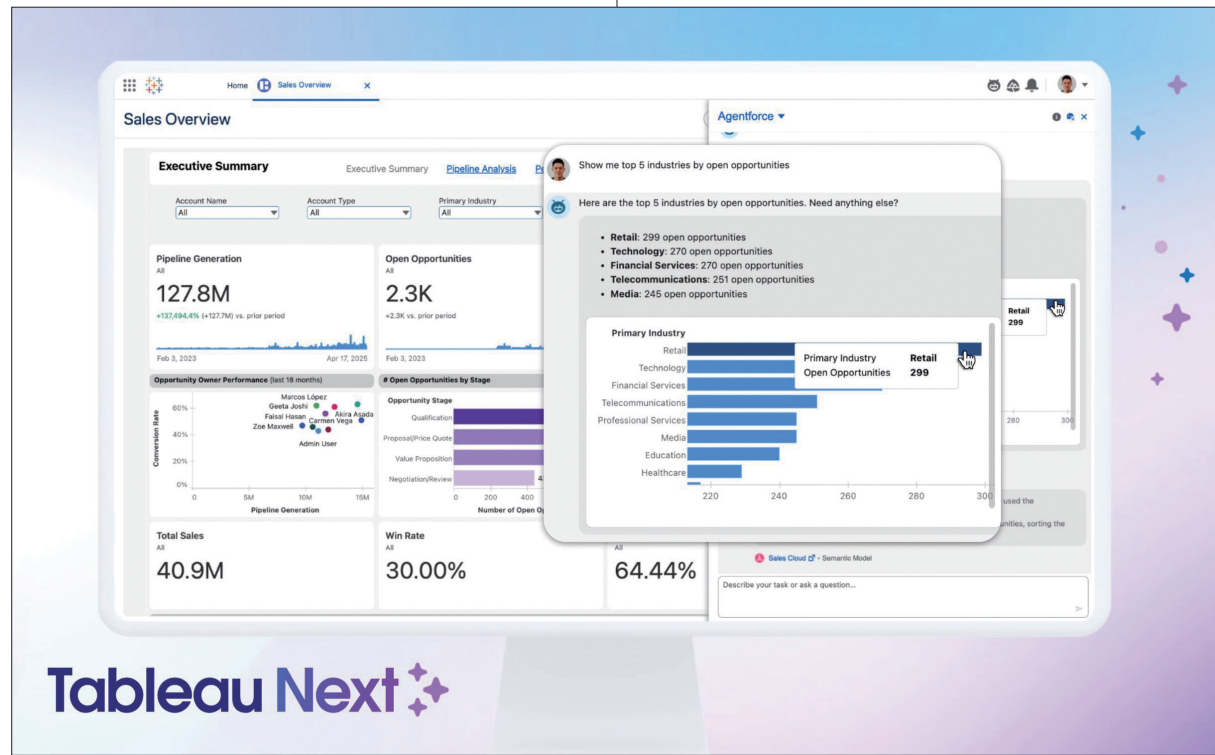 Home
Sales Overview
Sales Overview
Agentforce
Executive Summary
Executive Summary
Pipeline Analysis
Account Name
All
Account Type
All
Primary Industry
All
Pipeline Generation
All
127.8M
+137,494.4% (+127.7M) vs. prior period
Feb 3, 2023
Apr 17, 2025
Open Opportunities
All
2.3K
+2.3K vs. prior period
Feb 3, 2023
Opportunity Owner Performance (last 18 months)
Conversion Rate
60%
40%
20%
0%
Marcos López
Geeta Joshi
Faisal Hasan
Akira Asada
Carmen Vega
Zoe Maxwell
Admin User
0
5M
10M
15M
Pipeline Generation
# Open Opportunities by Stage
Opportunity Stage
Qualification
Proposal/Price Quote
Value Proposition
Negotiation/Review
0
200
400
Number of Open
Total Sales
All
40.9M
Win Rate
All
30.00%
All
64.44%
Show me top 5 industries by open opportunities
Here are the top 5 industries by open opportunities. Need anything else?
• Retail: 299 open opportunities
• Technology: 270 open opportunities
• Financial Services: 270 open opportunities
• Telecommunications: 251 open opportunities
• Media: 245 open opportunities
Primary Industry
Retail
Technology
Financial Services
Telecommunications
Professional Services
Media
Education
Healthcare
220
240
260
280
300
Primary Industry Retail
Open Opportunities 299
Retail
299
280
300
used the
sorting the
Sales Cloud - Semantic Model
Describe your task or ask a question...
Tableau Next